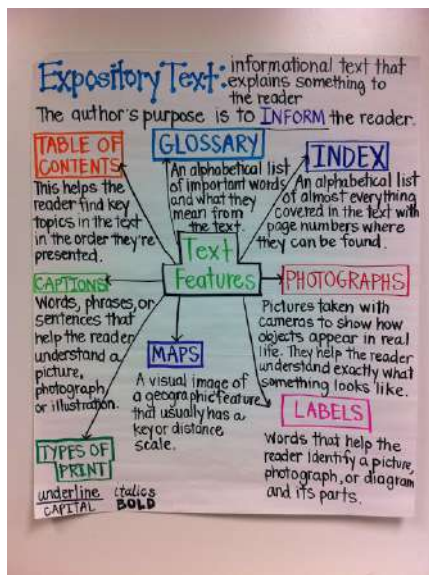 Expository Text: informational text that
explains something to
the reader
The author's purpose is to INFORM the reader.
TABLE OF
CONTENTS
This helps the
reader find key
topics in the text
in the order they're
presented.
GLOSSARY
An alphabetical list
of important words
and what they
mean from
the text.
INDEX
An alphabetical list
of almost everything
covered in the text with
page numbers where
they can be found.
Text
Features
CAPTIONS
Words, phrases, or
sentences that
help the reader
understand a
picture,
photograph,
or illustration.
MAPS
A visual image of
a geographic feature
that usually has a
key or distance
scale.
PHOTOGRAPHS
Pictures taken with
cameras to show how
objects appear in real
life. They help the reader
understand exactly what
something looks like.
LABELS
Words that help the
reader identify a picture,
photograph, or diagram
and its parts.
TYPES OF
PRINT
underline italics
CAPITAL BOLD